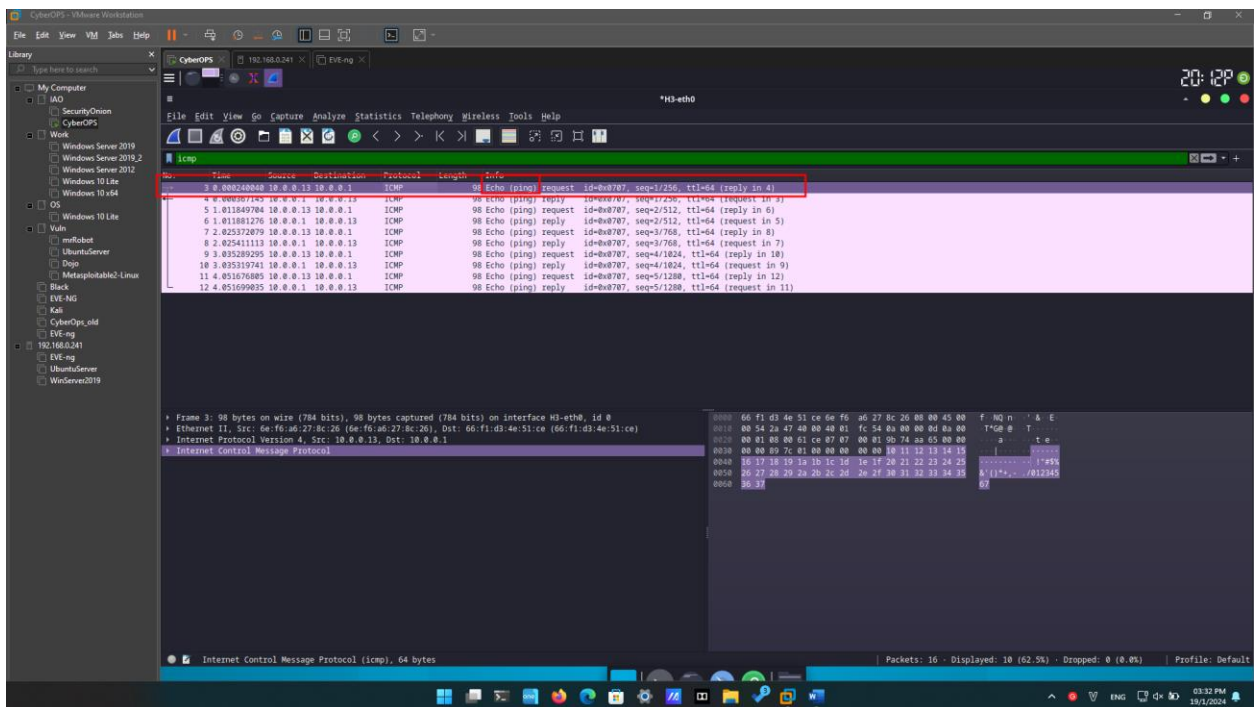 CyberOPS - VMware Workstation
File Edit View VM Tabs Help
Library
Type here to search
My Computer
IAO
SecurityOnion
CyberOPS
Work
Windows Server 2019
Windows Server 2019_2
Windows Server 2012
Windows 10 Lite
Windows 10 x64
OS
Windows 10 Lite
Vuln
mrRobot
UbuntuServer
Dojo
Metasploitable2-Linux
Black
EVE-NG
Kali
CyberOps_old
EVE-ng
192.168.0.241
EVE-ng
UbuntuServer
WinServer2019
CyberOPS 192.168.0.241 EVE-ng
20:12P
*H3-eth0
File Edit View Go Capture Analyze Statistics Telephony Wireless Tools Help
icmp
No. Time Source Destination Protocol Length Info
3 0.000240040 10.0.0.13 10.0.0.1 ICMP 98 Echo (ping) request id=0x0707, seq=1/256, ttl=64 (reply in 4)
4 0.000367145 10.0.0.1 10.0.0.13 ICMP 98 Echo (ping) reply id=0x0707, seq=1/256, ttl=64 (request in 3)
5 1.011849704 10.0.0.13 10.0.0.1 ICMP 98 Echo (ping) request id=0x0707, seq=2/512, ttl=64 (reply in 6)
6 1.011881276 10.0.0.1 10.0.0.13 ICMP 98 Echo (ping) reply id=0x0707, seq=2/512, ttl=64 (request in 5)
7 2.025372079 10.0.0.13 10.0.0.1 ICMP 98 Echo (ping) request id=0x0707, seq=3/768, ttl=64 (reply in 8)
8 2.025411113 10.0.0.1 10.0.0.13 ICMP 98 Echo (ping) reply id=0x0707, seq=3/768, ttl=64 (request in 7)
9 3.035289295 10.0.0.13 10.0.0.1 ICMP 98 Echo (ping) request id=0x0707, seq=4/1024, ttl=64 (reply in 10)
10 3.035319741 10.0.0.1 10.0.0.13 ICMP 98 Echo (ping) reply id=0x0707, seq=4/1024, ttl=64 (request in 9)
11 4.051676805 10.0.0.13 10.0.0.1 ICMP 98 Echo (ping) request id=0x0707, seq=5/1280, ttl=64 (reply in 12)
12 4.051699035 10.0.0.1 10.0.0.13 ICMP 98 Echo (ping) reply id=0x0707, seq=5/1280, ttl=64 (request in 11)
Frame 3: 98 bytes on wire (784 bits), 98 bytes captured (784 bits) on interface H3-eth0, id 0
Ethernet II, Src: 6e:f6:a6:27:8c:26 (6e:f6:a6:27:8c:26), Dst: 66:f1:d3:4e:51:ce (66:f1:d3:4e:51:ce)
Internet Protocol Version 4, Src: 10.0.0.13, Dst: 10.0.0.1
Internet Control Message Protocol
0000 66 f1 d3 4e 51 ce 6e f6 a6 27 8c 26 08 00 45 00
0010 00 54 2a 47 40 00 40 01 fc 54 0a 00 00 0d 0a 00
0020 00 01 08 00 61 ce 07 07 00 01 9b 74 aa 65 00 00
0030 00 00 89 7c 01 00 00 00 00 00 10 11 12 13 14 15
0040 16 17 18 19 1a 1b 1c 1d 1e 1f 20 21 22 23 24 25
0050 26 27 28 29 2a 2b 2c 2d 2e 2f 30 31 32 33 34 35
0060 36 37
Internet Control Message Protocol (icmp), 64 bytes
Packets: 16 · Displayed: 10 (62.5%) · Dropped: 0 (0.0%)
Profile: Default
ENG
03:32 PM
19/1/2024